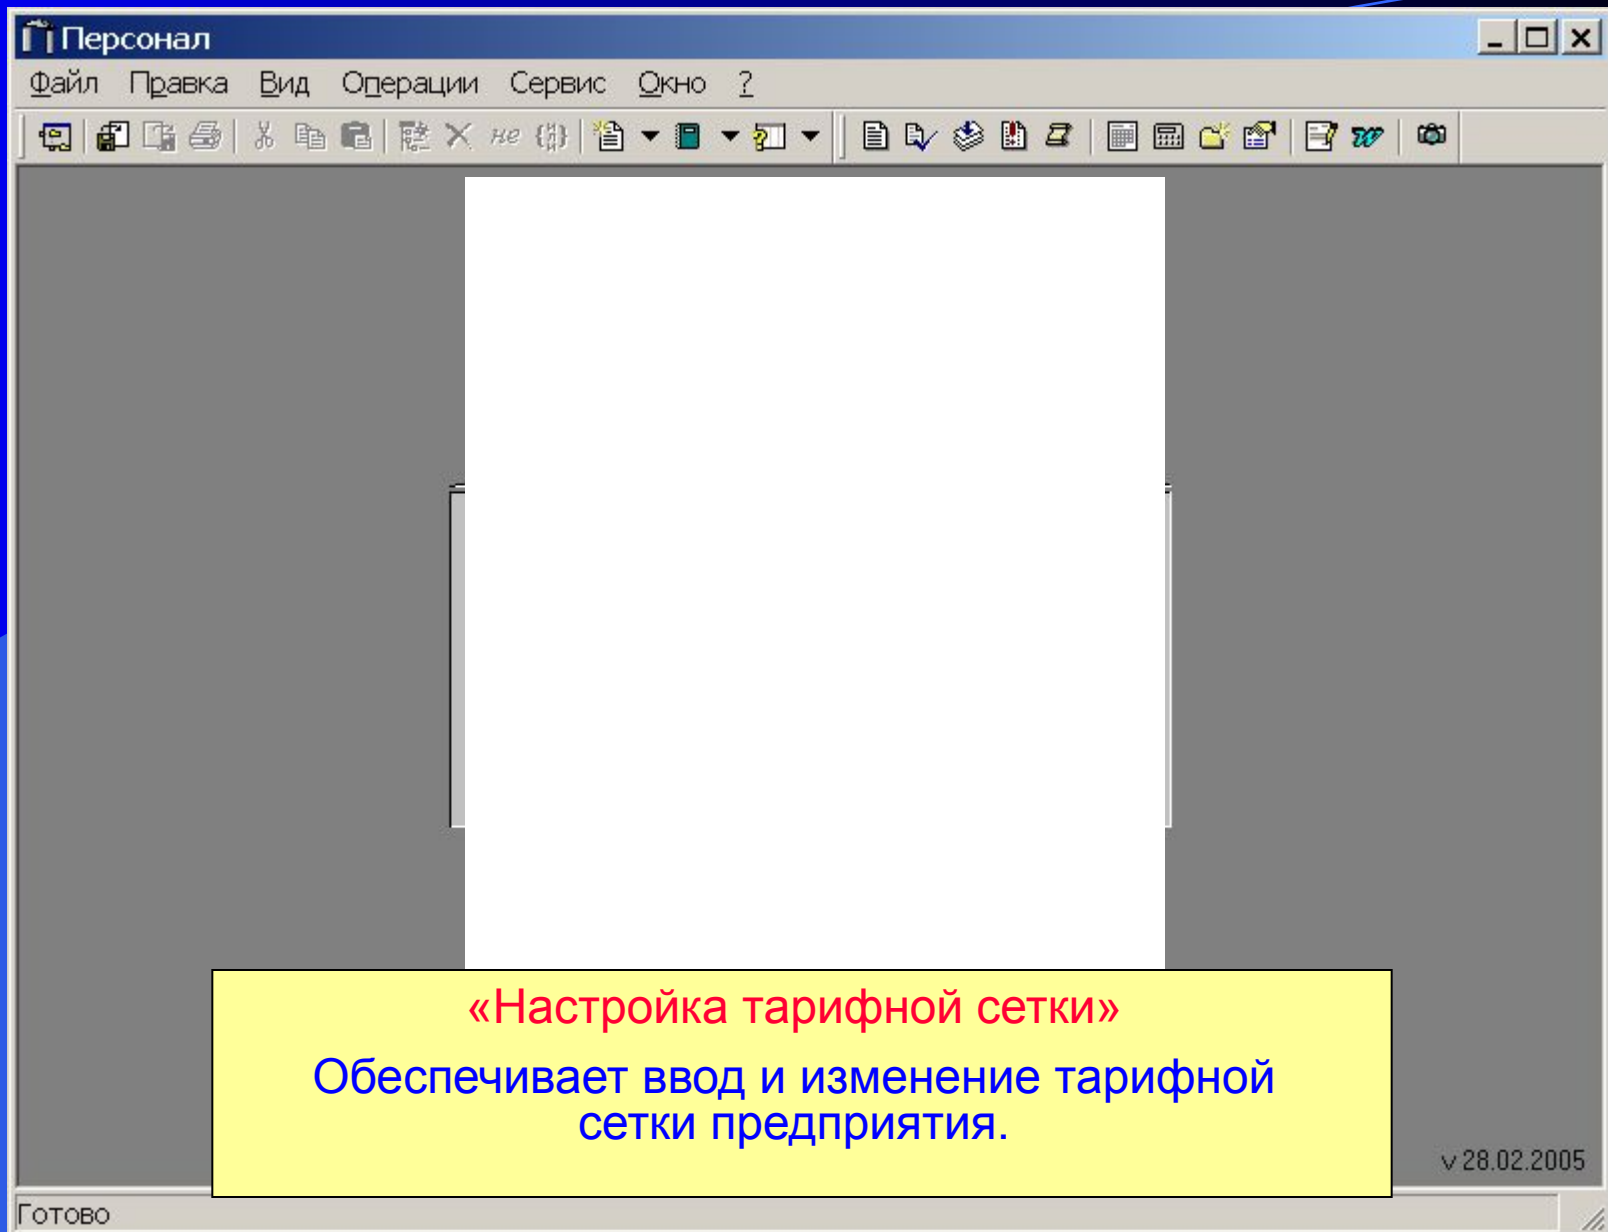 Персонал
Файл Правка Вид Операции Сервис Окно ?
не {#}
«Настройка тарифной сетки»
Обеспечивает ввод и изменение тарифной
сетки предприятия.
v 28.02.2005
Готово